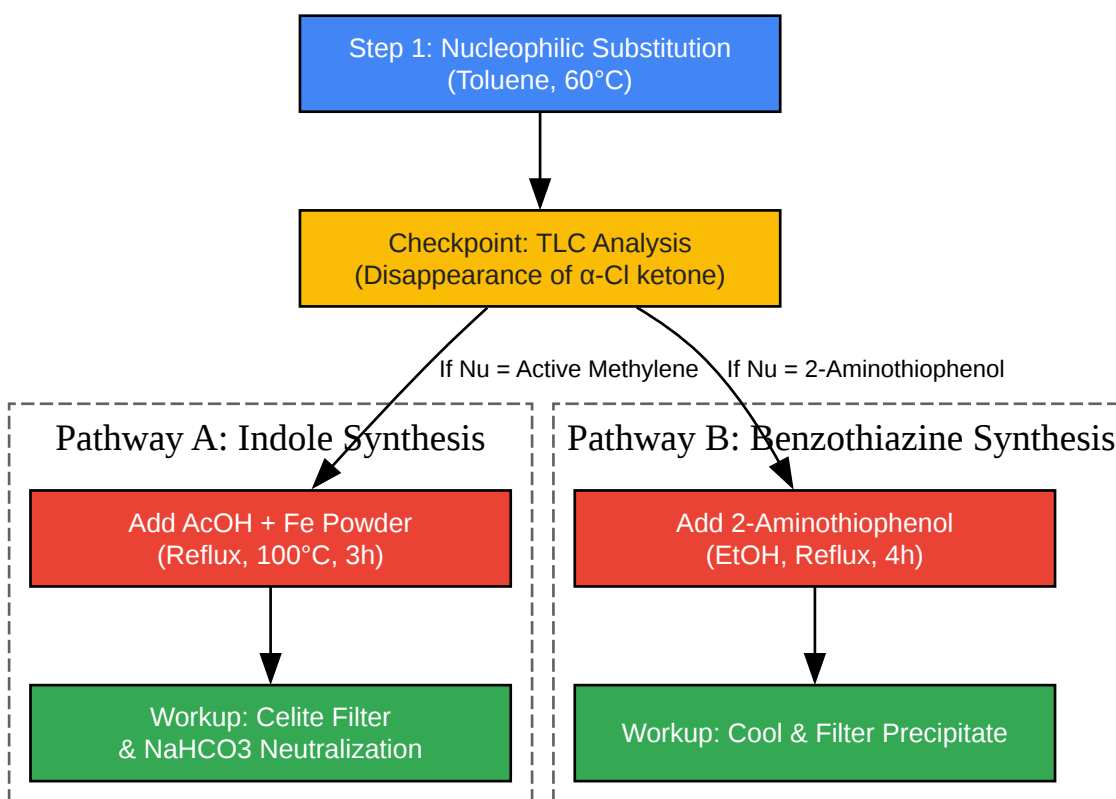 Step 1: Nucleophilic Substitution
(Toluene, 60°C)
Checkpoint: TLC Analysis
(Disappearance of α-Cl ketone)
If Nu = Active Methylene
If Nu = 2-Aminothiophenol
Pathway A: Indole Synthesis
Pathway B: Benzothiazine Synthesis
Add AcOH + Fe Powder
(Reflux, 100°C, 3h)
Add 2-Aminothiophenol
(EtOH, Reflux, 4h)
Workup: Celite Filter
& NaHCO3 Neutralization
Workup: Cool & Filter Precipitate